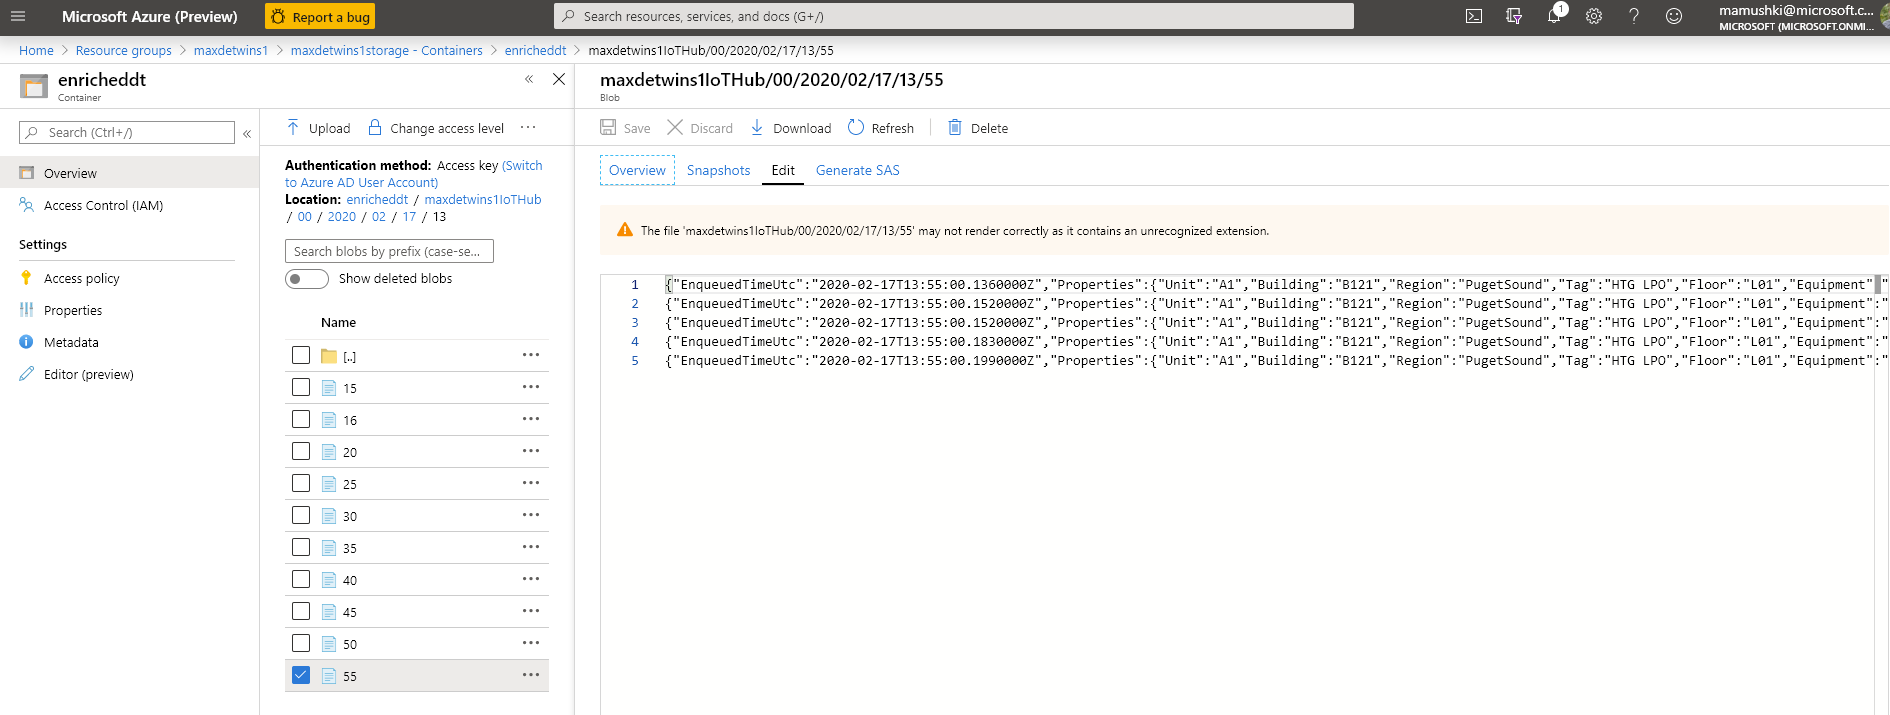 Microsoft Azure (Preview)
Report a bug
Search resources, services, and docs (G+/)
1
mamushki@microsoft.c...
MICROSOFT (MICROSOFT.ONMI...
Home > Resource groups > maxdetwins1 > maxdetwins1storage - Containers > enricheddt > maxdetwins1IoTHub/00/2020/02/17/13/55
enricheddt
Container
Search (Ctrl+/)
Overview
Access Control (IAM)
Settings
Access policy
Properties
Metadata
Editor (preview)
Upload
Change access level
...
Authentication method: Access key (Switch
to Azure AD User Account)
Location: enricheddt / maxdetwins1IoTHub
/ 00 / 2020 / 02 / 17 / 13
Search blobs by prefix (case-se...
Show deleted blobs
Name
[..]
15
16
20
25
30
35
40
45
50
55
maxdetwins1IoTHub/00/2020/02/17/13/55
Blob
Save
Discard
Download
Refresh
Delete
Overview
Snapshots
Edit
Generate SAS
The file 'maxdetwins1IoTHub/00/2020/02/17/13/55' may not render correctly as it contains an unrecognized extension.
1 {"EnqueuedTimeUtc":"2020-02-17T13:55:00.1360000Z","Properties":{"Unit":"A1","Building":"B121","Region":"PugetSound","Tag":"HTG LPO","Floor":"L01","Equipment":"
2 {"EnqueuedTimeUtc":"2020-02-17T13:55:00.1520000Z","Properties":{"Unit":"A1","Building":"B121","Region":"PugetSound","Tag":"HTG LPO","Floor":"L01","Equipment":"
3 {"EnqueuedTimeUtc":"2020-02-17T13:55:00.1520000Z","Properties":{"Unit":"A1","Building":"B121","Region":"PugetSound","Tag":"HTG LPO","Floor":"L01","Equipment":"
4 {"EnqueuedTimeUtc":"2020-02-17T13:55:00.1830000Z","Properties":{"Unit":"A1","Building":"B121","Region":"PugetSound","Tag":"HTG LPO","Floor":"L01","Equipment":"
5 {"EnqueuedTimeUtc":"2020-02-17T13:55:00.1990000Z","Properties":{"Unit":"A1","Building":"B121","Region":"PugetSound","Tag":"HTG LPO","Floor":"L01","Equipment":"